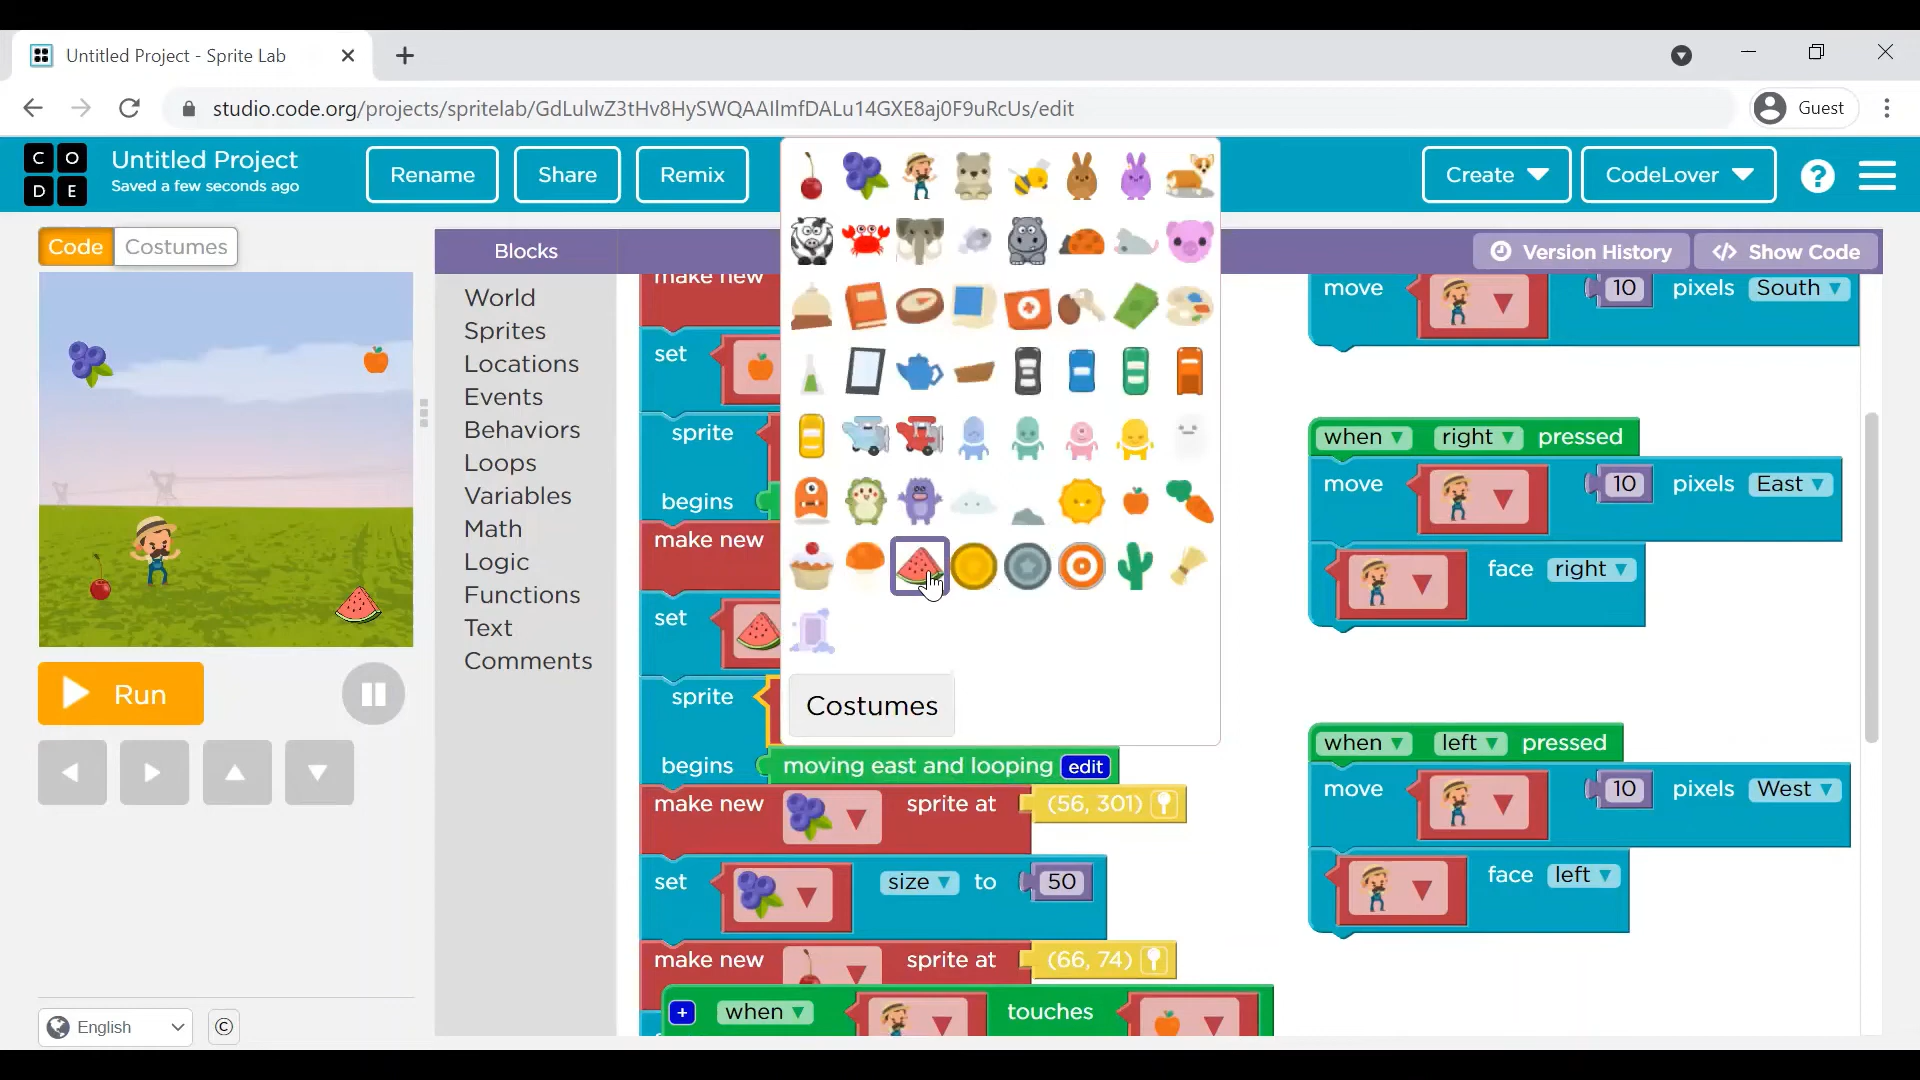 Untitled Project - Sprite Lab
studio.code.org/projects/spritelab/GdLulwZ3tHv8HySWQAAIlmfDALu14GXE8aj0F9uRcUs/edit
Guest
C O
D E
Untitled Project
Saved a few seconds ago
Rename
Share
Remix
Create
CodeLover
?
Code
Costumes
Blocks
Version History
</> Show Code
World
Sprites
Locations
Events
Behaviors
Loops
Variables
Math
Logic
Functions
Text
Comments
make new
set
sprite
begins
make new
set
sprite
begins moving east and looping edit
make new sprite at (56, 301)
set size to 50
make new sprite at (66, 74)
+ when touches
Costumes
move 10 pixels South
when right pressed
move 10 pixels East
face right
when left pressed
move 10 pixels West
face left
Run
English
©